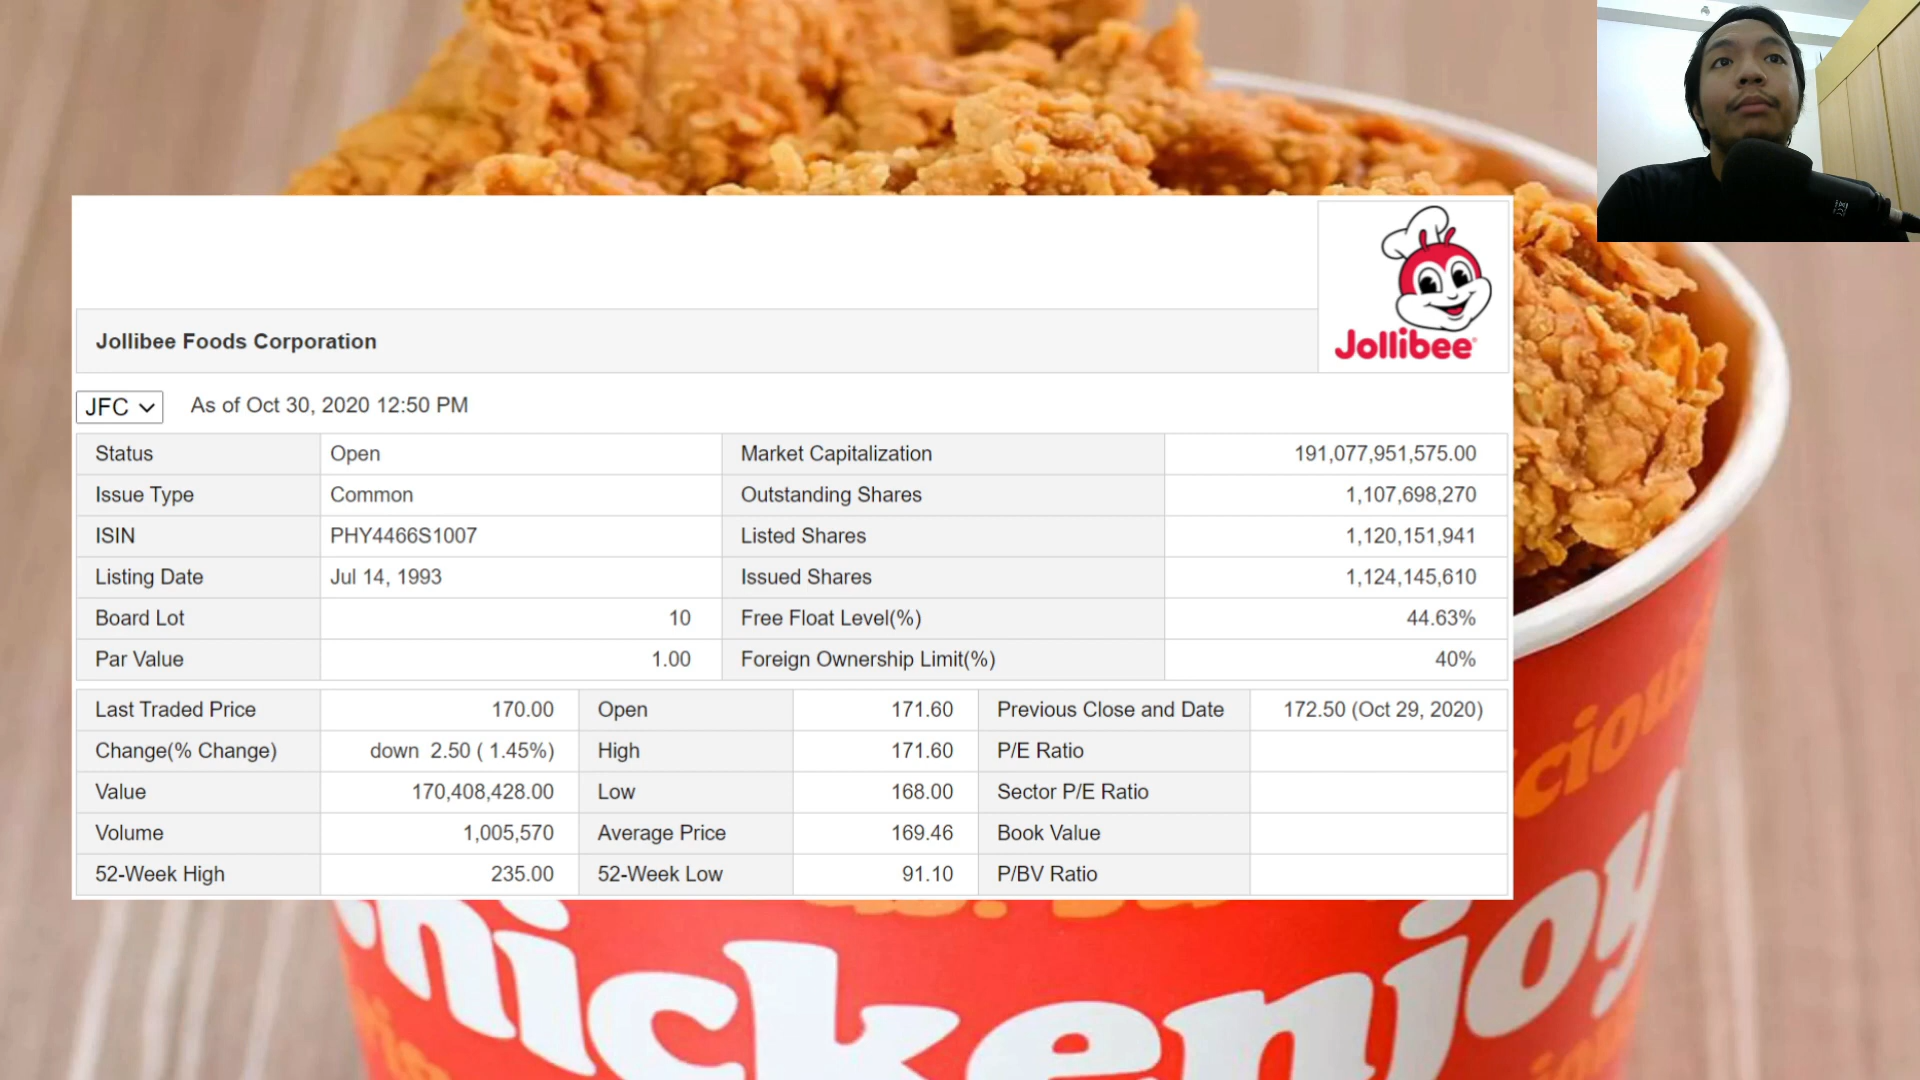 Jollibee
Jollibee Foods Corporation
JFC As of Oct 30, 2020 12:50 PM
Status Open Market Capitalization 191,077,951,575.00
Issue Type Common Outstanding Shares 1,107,698,270
ISIN PHY4466S1007 Listed Shares 1,120,151,941
Listing Date Jul 14, 1993 Issued Shares 1,124,145,610
Board Lot 10 Free Float Level(%) 44.63%
Par Value 1.00 Foreign Ownership Limit(%) 40%
Last Traded Price 170.00 Open 171.60 Previous Close and Date 172.50 (Oct 29, 2020)
Change(% Change) down 2.50 ( 1.45%) High 171.60 P/E Ratio
Value 170,408,428.00 Low 168.00 Sector P/E Ratio
Volume 1,005,570 Average Price 169.46 Book Value
52-Week High 235.00 52-Week Low 91.10 P/BV Ratio
hickenjoy